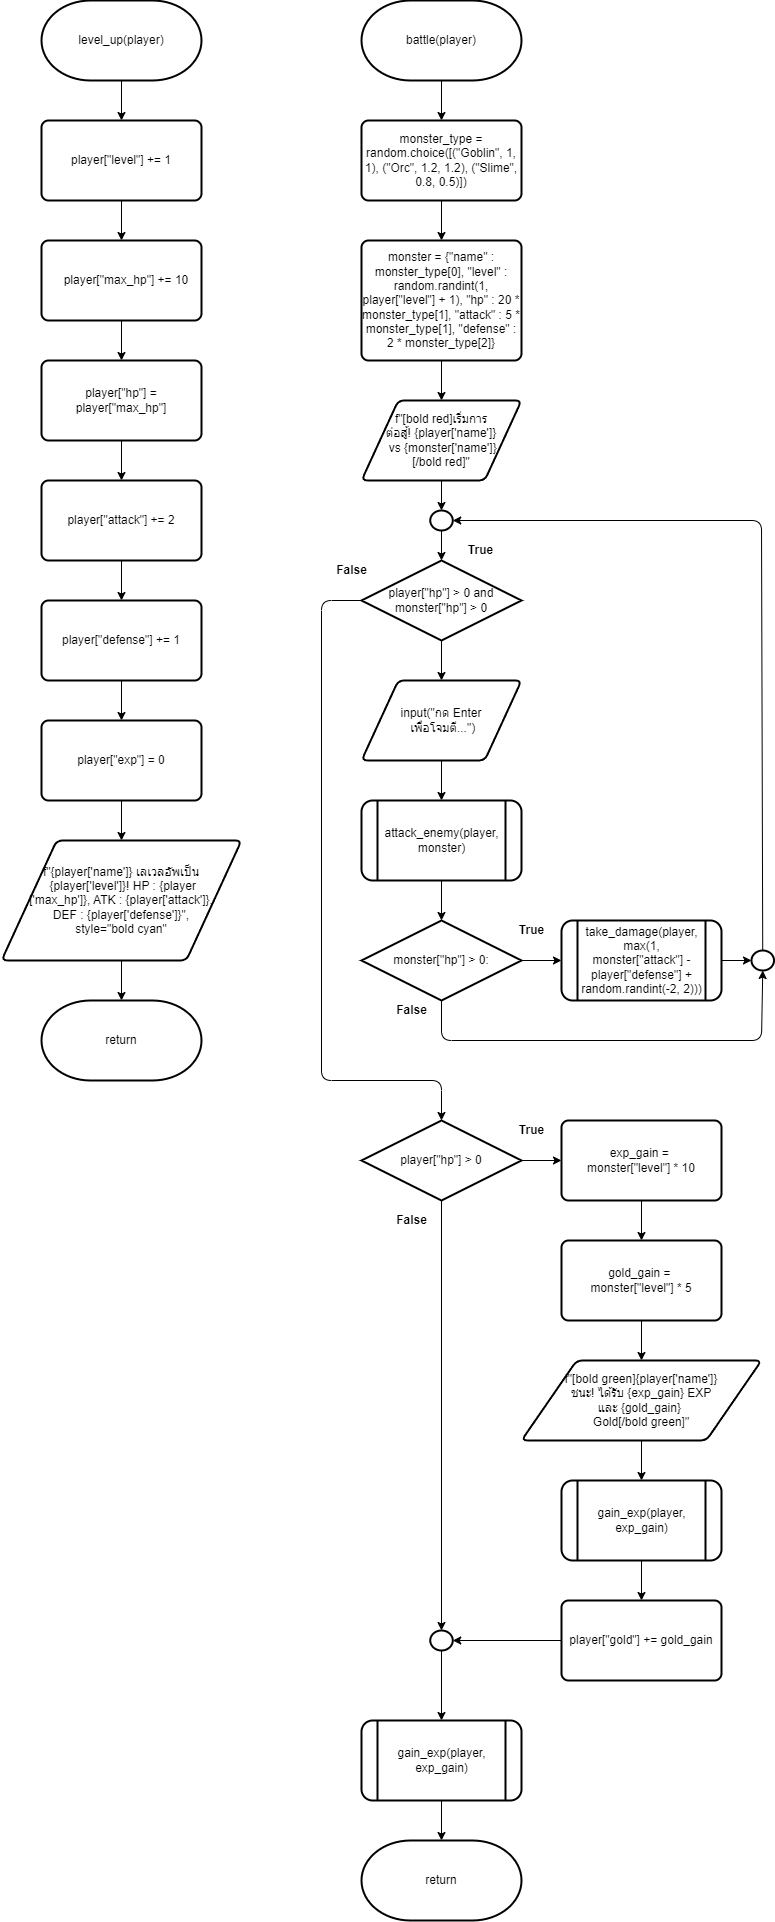 level_up(player)
player["level"] += 1
player["max_hp"] += 10
player["hp"] =
player["max_hp"]
player["attack"] += 2
player["defense"] += 1
player["exp"] = 0
f"{player['name']} เลเวลอัพเป็น
{player['level']}! HP : {player
['max_hp']}, ATK : {player['attack']},
DEF : {player['defense']}",
style="bold cyan"
return
battle(player)
monster_type =
random.choice([("Goblin", 1,
1), ("Orc", 1.2, 1.2), ("Slime",
0.8, 0.5)])
monster = {"name" :
monster_type[0], "level" :
random.randint(1,
player["level"] + 1), "hp" : 20 *
monster_type[1], "attack" : 5 *
monster_type[1], "defense" :
2 * monster_type[2]}
f"[bold red]เริ่มการ
ต่อสู้! {player['name']}
vs {monster['name']}
[/bold red]"
True
False
player["hp"] > 0 and
monster["hp"] > 0
input("กด Enter
เพื่อโจมตี...")
attack_enemy(player,
monster)
monster["hp"] > 0:
True
False
take_damage(player,
max(1,
monster["attack"] -
player["defense"] +
random.randint(-2, 2)))
player["hp"] > 0
True
False
exp_gain =
monster["level"] * 10
gold_gain =
monster["level"] * 5
f"[bold green]{player['name']}
ชนะ! ได้รับ {exp_gain} EXP
และ {gold_gain}
Gold[/bold green]"
gain_exp(player,
exp_gain)
player["gold"] += gold_gain
gain_exp(player,
exp_gain)
return